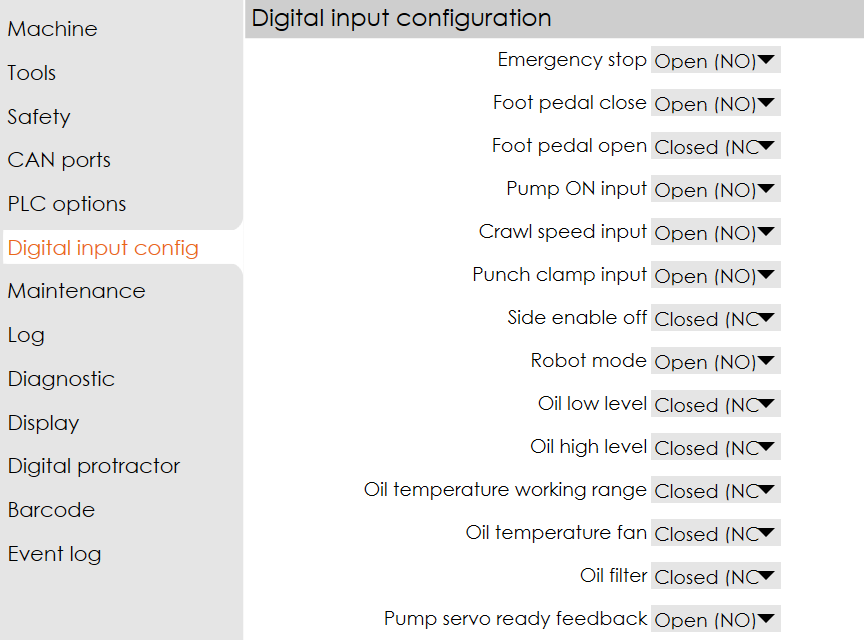 Machine
Tools
Safety
CAN ports
PLC options
Digital input config
Maintenance
Log
Diagnostic
Display
Digital protractor
Barcode
Event log
Digital input configuration
Emergency stop Open (NO)
Foot pedal close Open (NO)
Foot pedal open Closed (NC
Pump ON input Open (NO)
Crawl speed input Open (NO)
Punch clamp input Open (NO)
Side enable off Closed (NC
Robot mode Open (NO)
Oil low level Closed (NC
Oil high level Closed (NC
Oil temperature working range Closed (NC
Oil temperature fan Closed (NC
Oil filter Closed (NC
Pump servo ready feedback Open (NO)